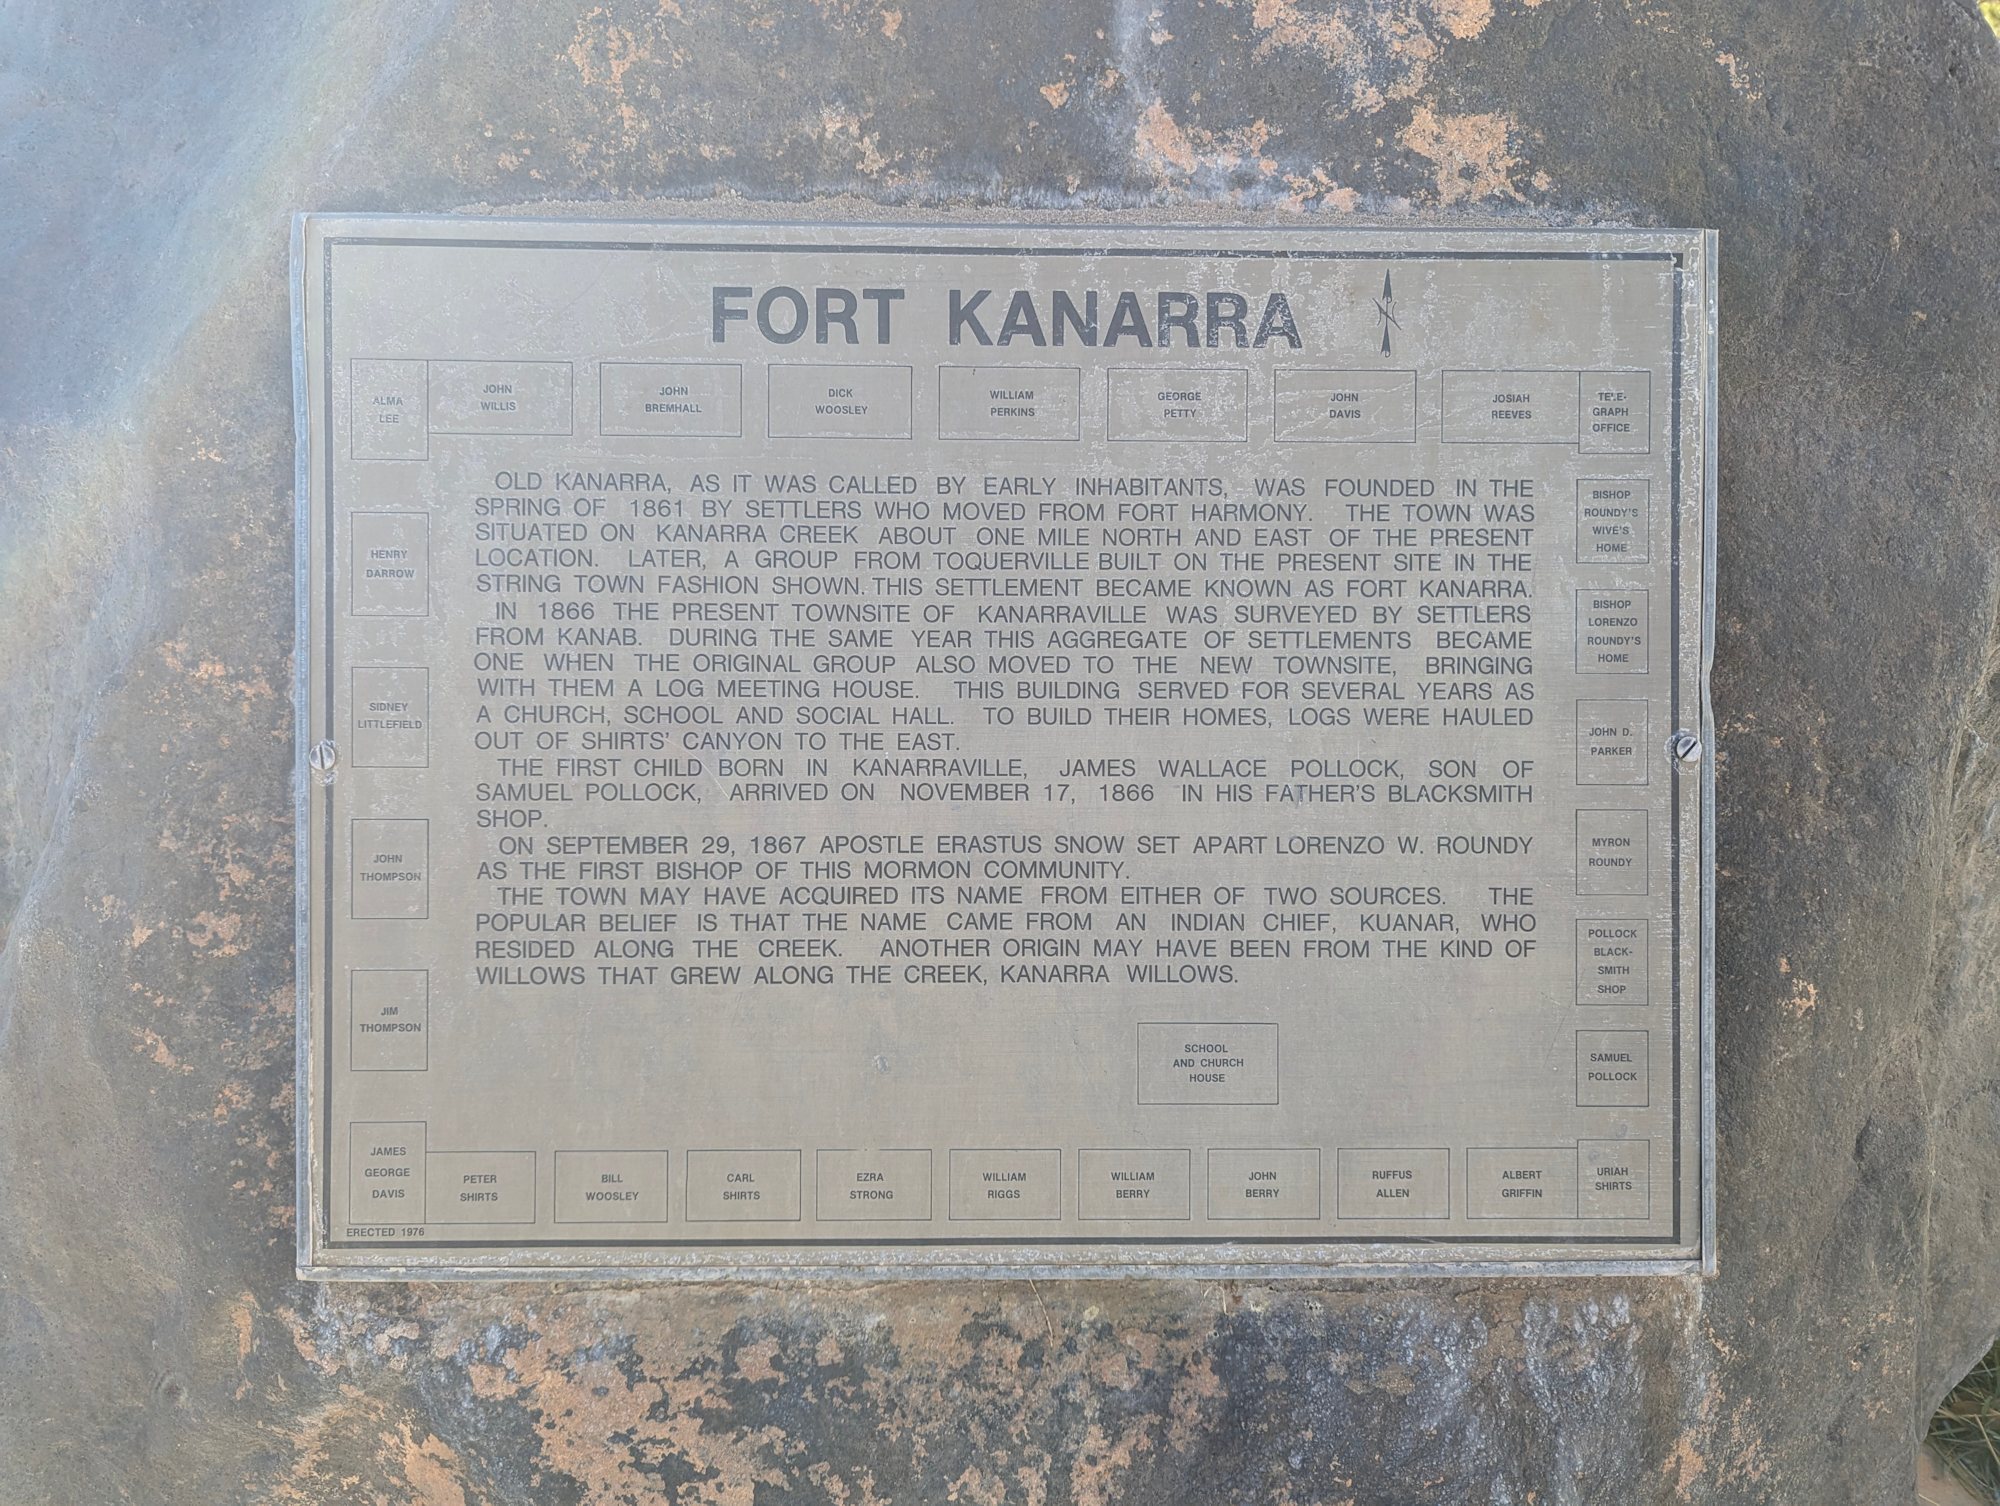 FORT KANARRA
N
ALMA
LEE
JOHN
WILLIS
JOHN
BREMHALL
DICK
WOOSLEY
WILLIAM
PERKINS
GEORGE
PETTY
JOHN
DAVIS
JOSIAH
REEVES
TELE-
GRAPH
OFFICE
HENRY
DARROW
SIDNEY
LITTLEFIELD
JOHN
THOMPSON
JIM
THOMPSON
OLD KANARRA, AS IT WAS CALLED BY EARLY INHABITANTS, WAS FOUNDED IN THE
SPRING OF 1861 BY SETTLERS WHO MOVED FROM FORT HARMONY. THE TOWN WAS
SITUATED ON KANARRA CREEK ABOUT ONE MILE NORTH AND EAST OF THE PRESENT
LOCATION. LATER, A GROUP FROM TOQUERVILLE BUILT ON THE PRESENT SITE IN THE
STRING TOWN FASHION SHOWN. THIS SETTLEMENT BECAME KNOWN AS FORT KANARRA.
IN 1866 THE PRESENT TOWNSITE OF KANARRAVILLE WAS SURVEYED BY SETTLERS
FROM KANAB. DURING THE SAME YEAR THIS AGGREGATE OF SETTLEMENTS BECAME
ONE WHEN THE ORIGINAL GROUP ALSO MOVED TO THE NEW TOWNSITE, BRINGING
WITH THEM A LOG MEETING HOUSE. THIS BUILDING SERVED FOR SEVERAL YEARS AS
A CHURCH, SCHOOL AND SOCIAL HALL. TO BUILD THEIR HOMES, LOGS WERE HAULED
OUT OF SHIRTS' CANYON TO THE EAST.
THE FIRST CHILD BORN IN KANARRAVILLE, JAMES WALLACE POLLOCK, SON OF
SAMUEL POLLOCK, ARRIVED ON NOVEMBER 17, 1866 IN HIS FATHER'S BLACKSMITH
SHOP.
ON SEPTEMBER 29, 1867 APOSTLE ERASTUS SNOW SET APART LORENZO W. ROUNDY
AS THE FIRST BISHOP OF THIS MORMON COMMUNITY.
THE TOWN MAY HAVE ACQUIRED ITS NAME FROM EITHER OF TWO SOURCES. THE
POPULAR BELIEF IS THAT THE NAME CAME FROM AN INDIAN CHIEF, KUANAR, WHO
RESIDED ALONG THE CREEK. ANOTHER ORIGIN MAY HAVE BEEN FROM THE KIND OF
WILLOWS THAT GREW ALONG THE CREEK, KANARRA WILLOWS.
BISHOP
ROUNDY'S
WIVE'S
HOME
BISHOP
LORENZO
ROUNDY'S
HOME
JOHN D.
PARKER
MYRON
ROUNDY
POLLOCK
BLACK-
SMITH
SHOP
SAMUEL
POLLOCK
SCHOOL
AND CHURCH
HOUSE
JAMES
GEORGE
DAVIS
PETER
SHIRTS
BILL
WOOSLEY
CARL
SHIRTS
EZRA
STRONG
WILLIAM
RIGGS
WILLIAM
BERRY
JOHN
BERRY
RUFFUS
ALLEN
ALBERT
GRIFFIN
URIAH
SHIRTS
ERECTED 1976